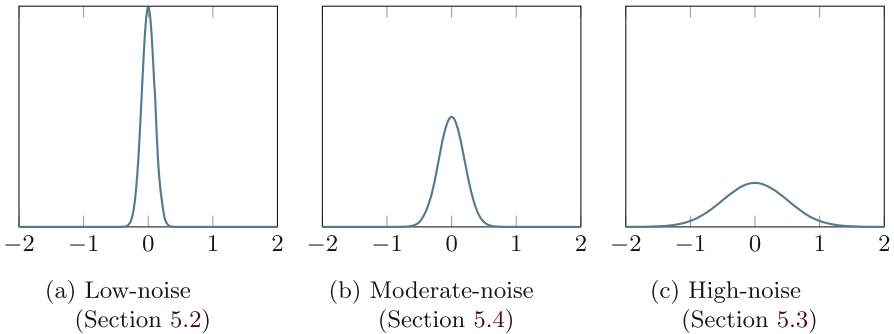 −2 −1 0 1 2
−2 −1 0 1 2
−2 −1 0 1 2
(a) Low-noise
(Section 5.2)
(b) Moderate-noise
(Section 5.4)
(c) High-noise
(Section 5.3)